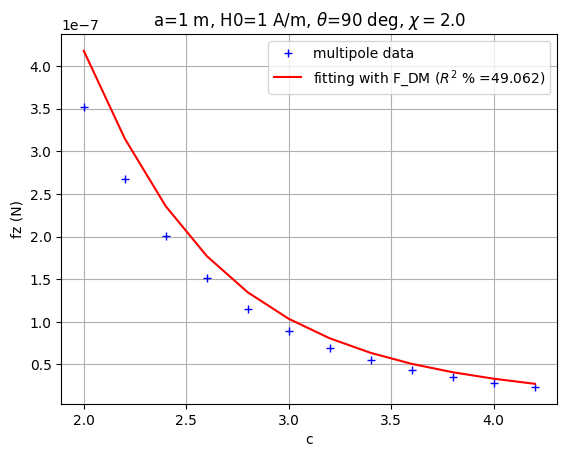 a=1 m, H0=1 A/m, θ=90 deg, χ = 2.0
1e−7
multipole data
fitting with F_DM (R² % =49.062)
4.0
3.5
3.0
2.5
2.0
1.5
1.0
0.5
fz (N)
2.0 2.5 3.0 3.5 4.0
c